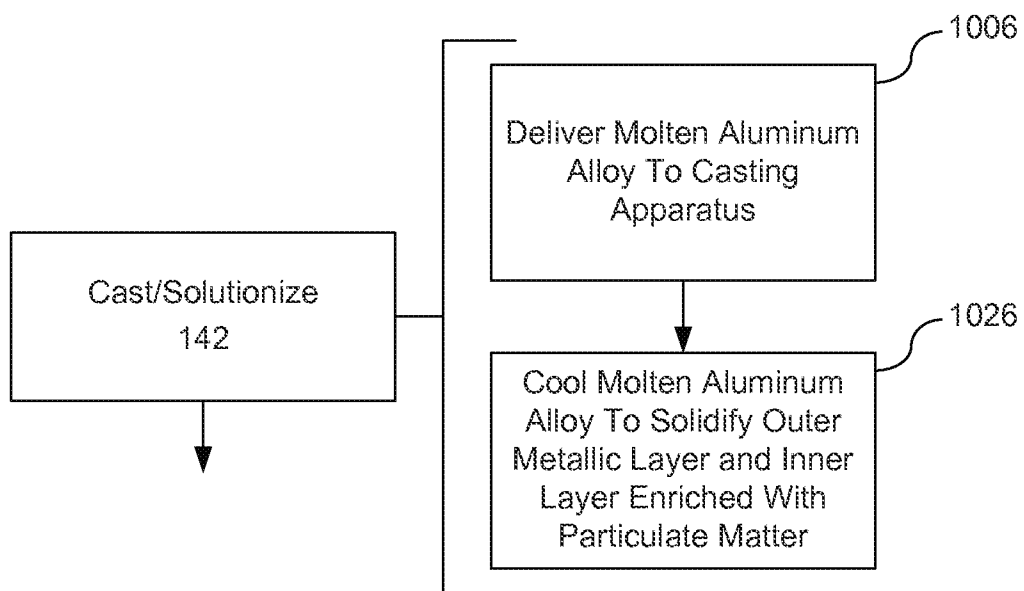 1006
Deliver Molten Aluminum
Alloy To Casting
Apparatus
Cast/Solutionize
142
1026
Cool Molten Aluminum
Alloy To Solidify Outer
Metallic Layer and Inner
Layer Enriched With
Particulate Matter